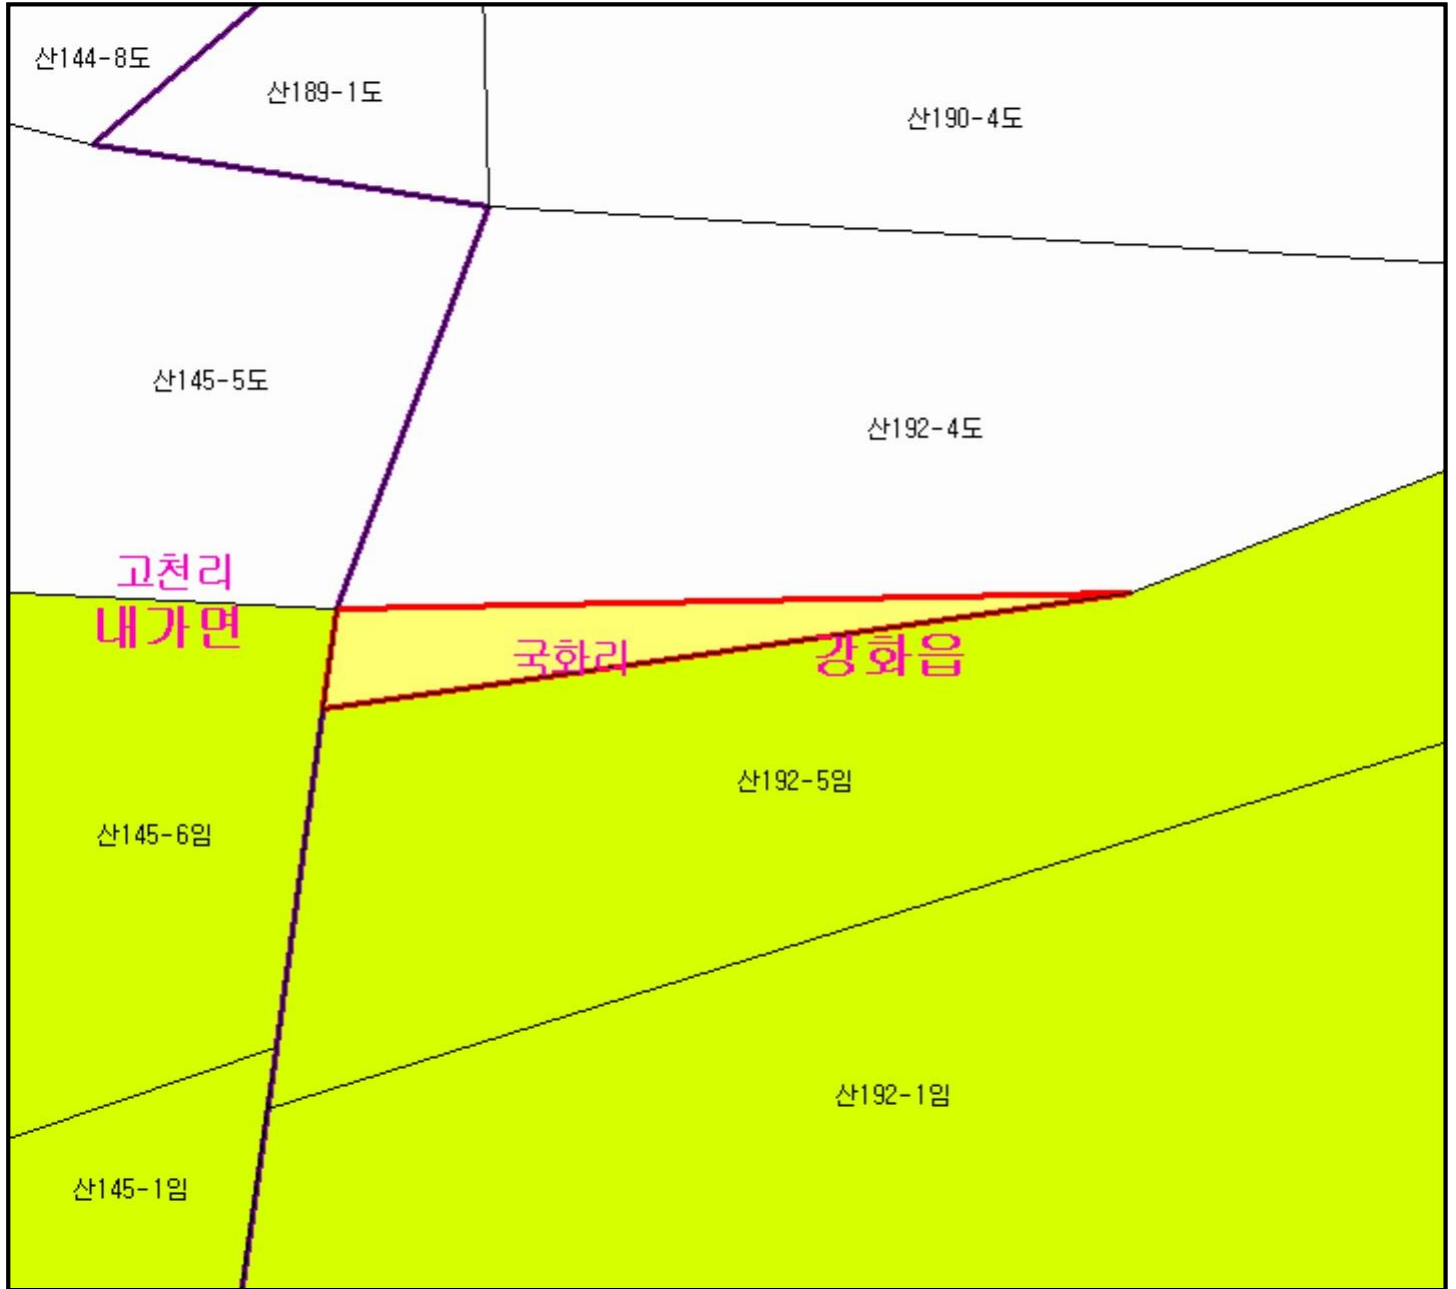 산144-8도
산189-1도
산190-4도
산145-5도
산192-4도
고천리
내가면
국화리
강화읍
산192-5임
산145-6임
산192-1임
산145-1임